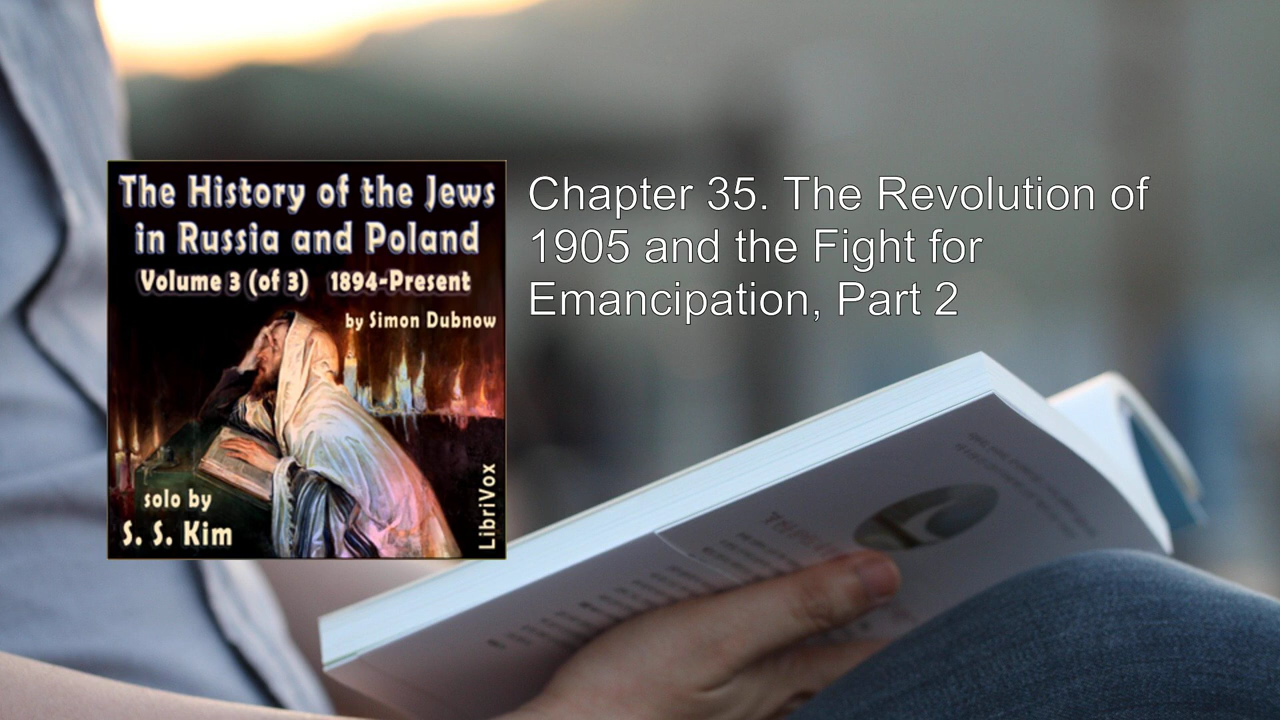 The History of the Jews
in Russia and Poland
Volume 3 (of 3) 1894-Present
by Simon Dubnow
solo by
S. S. Kim
LibriVox
Chapter 35. The Revolution of
1905 and the Fight for
Emancipation, Part 2